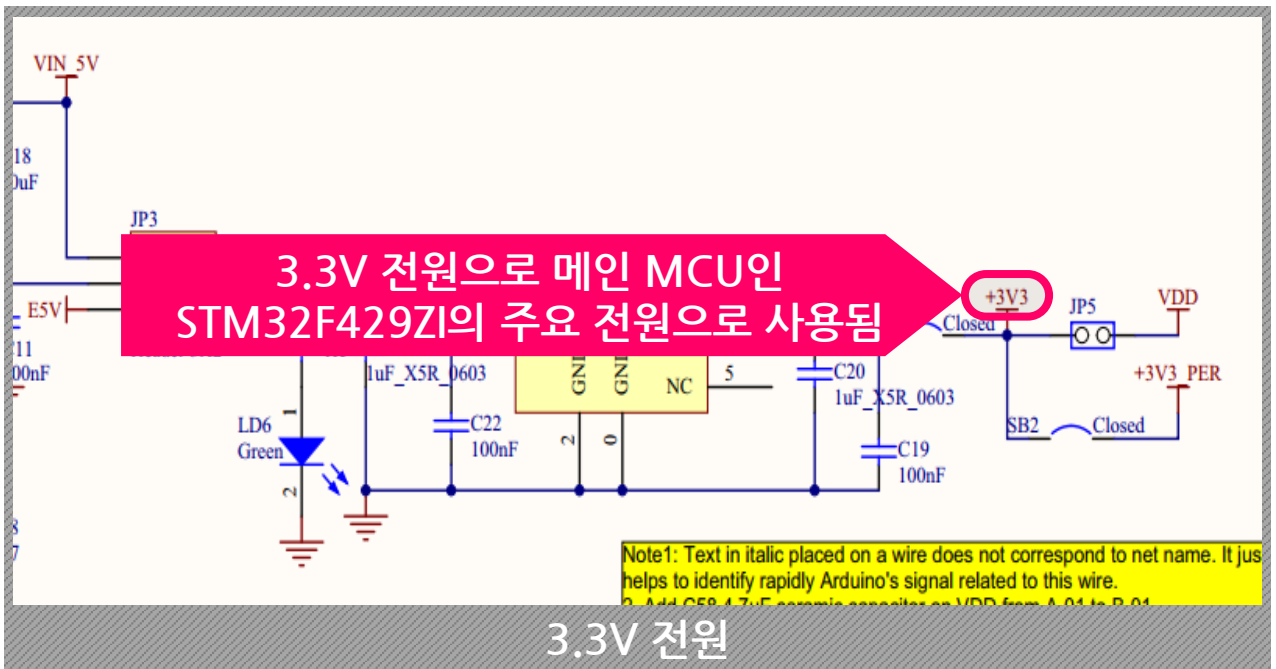 VIN_5V
18
0uF
JP3
3.3V 전원으로 메인 MCU인
STM32F429ZI의 주요 전원으로 사용됨
+3V3
JP5
VDD
E5V
Closed
11
00nF
1uF_X5R_0603
GND
GND
NC
5
C20
1uF_X5R_0603
+3V3_PER
LD6
Green
1
2
C22
100nF
2
0
SB2
Closed
C19
100nF
Note1: Text in italic placed on a wire does not correspond to net name. It jus
helps to identify rapidly Arduino's signal related to this wire.
3.3V 전원